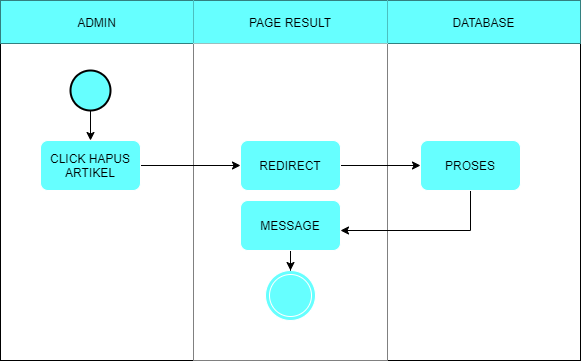 ADMIN
PAGE RESULT
DATABASE
CLICK HAPUS
ARTIKEL
REDIRECT
PROSES
MESSAGE